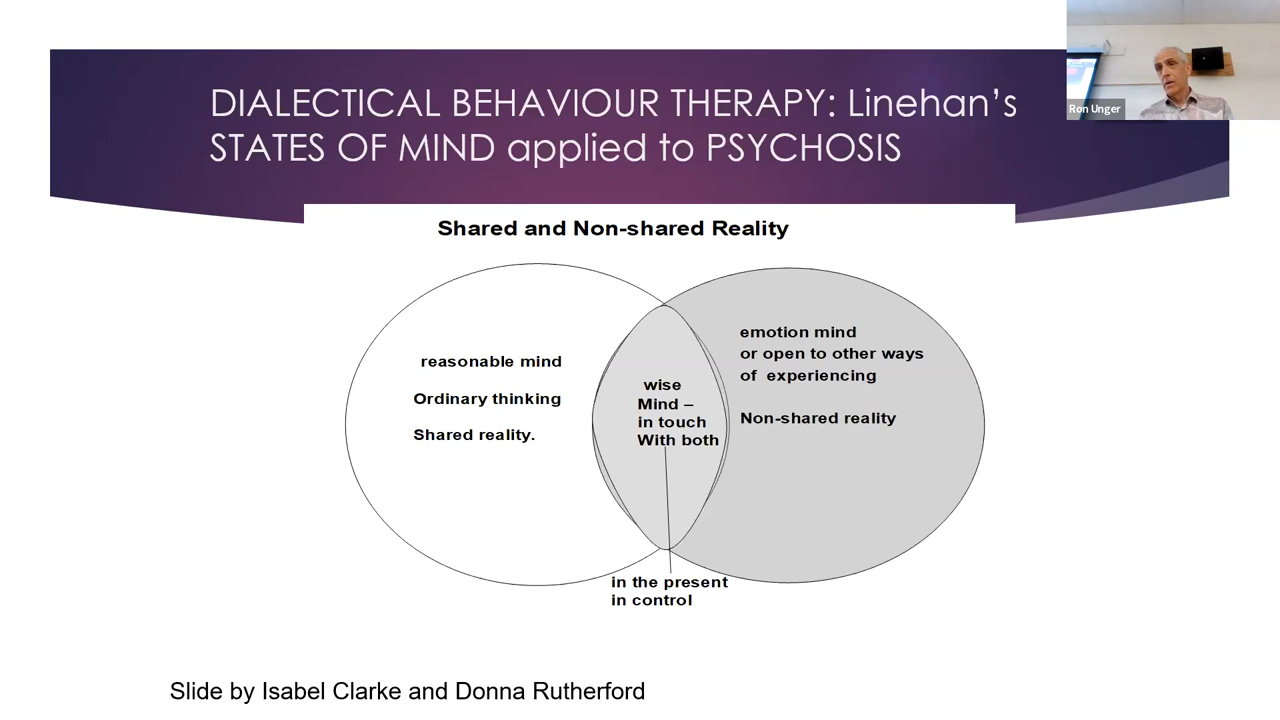 DIALECTICAL BEHAVIOUR THERAPY: Linehan's
STATES OF MIND applied to PSYCHOSIS
Ron Unger
Shared and Non-shared Reality
reasonable mind
Ordinary thinking
Shared reality.
wise
Mind –
in touch
With both
emotion mind
or open to other ways
of experiencing
Non-shared reality
in the present
in control
Slide by Isabel Clarke and Donna Rutherford